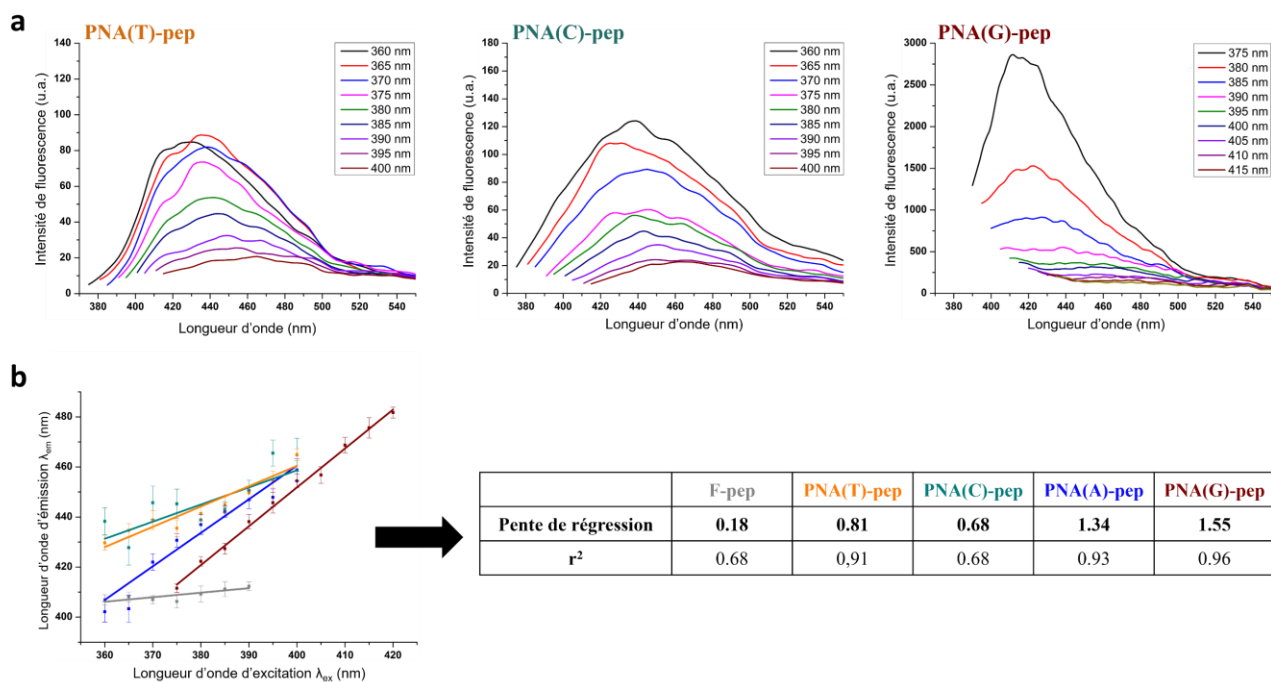 a
PNA(T)-pep
PNA(C)-pep
PNA(G)-pep
Intensité de fluorescence (u.a.)
140
120
100
80
60
40
20
0
380 400 420 440 460 480 500 520 540
Longueur d'onde (nm)
360 nm
365 nm
370 nm
375 nm
380 nm
385 nm
390 nm
395 nm
400 nm
Intensité de fluorescence (u.a.)
180
160
140
120
100
80
60
40
20
0
380 400 420 440 460 480 500 520 540
Longueur d'onde (nm)
360 nm
365 nm
370 nm
375 nm
380 nm
385 nm
390 nm
395 nm
400 nm
Intensité de fluorescence (u.a.)
3000
2500
2000
1500
1000
500
0
380 400 420 440 460 480 500 520 540
Longueur d'onde (nm)
375 nm
380 nm
385 nm
390 nm
395 nm
400 nm
405 nm
410 nm
415 nm
b
Longueur d'onde d'émission λem (nm)
480
460
440
420
400
360 370 380 390 400 410 420
Longueur d'onde d'excitation λex (nm)
F-pep PNA(T)-pep PNA(C)-pep PNA(A)-pep PNA(G)-pep
Pente de régression 0.18 0.81 0.68 1.34 1.55
r² 0.68 0,91 0.68 0.93 0.96